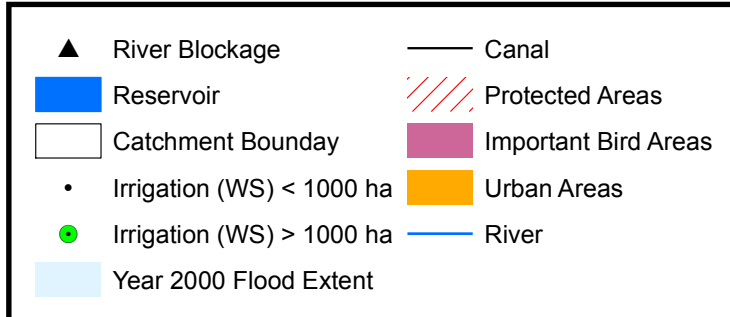 River Blockage
Reservoir
Catchment Bounday
Irrigation (WS) < 1000 ha
Irrigation (WS) > 1000 ha
Year 2000 Flood Extent
Canal
Protected Areas
Important Bird Areas
Urban Areas
River